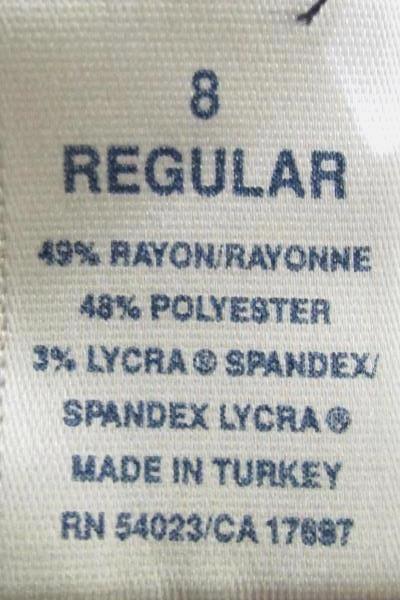 8
REGULAR
49% RAYON/RAYONNE
48% POLYESTER
3% LYCRA® SPANDEX/
SPANDEX LYCRA®
MADE IN TURKEY
RN 54023/CA 17697